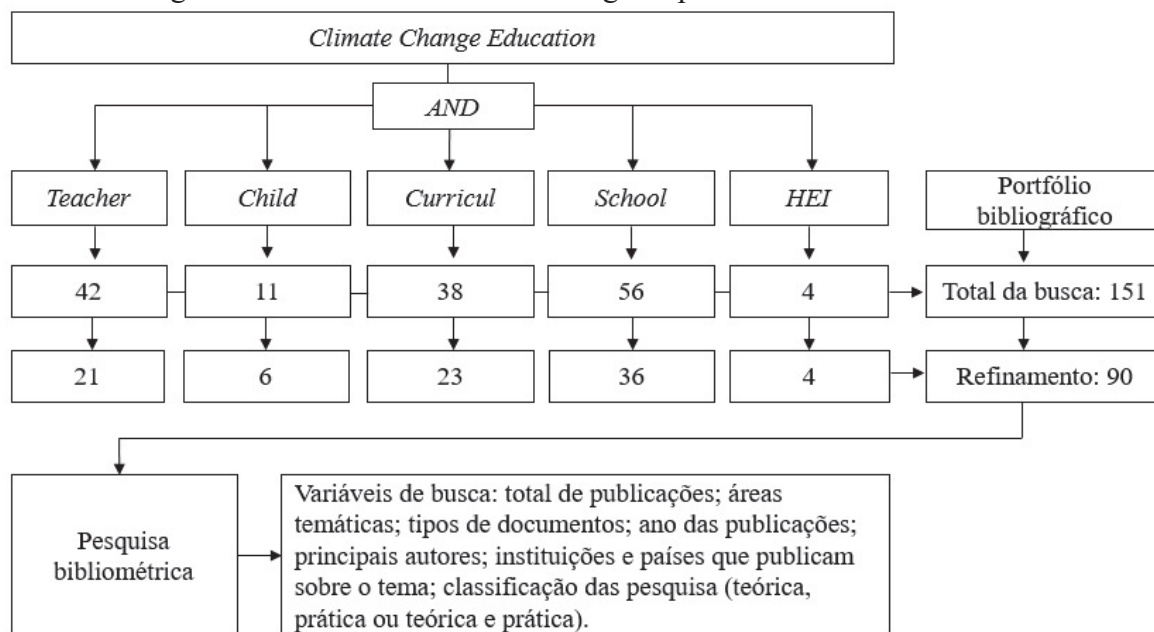 Climate Change Education
AND
Teacher
Child
Curricul
School
HEI
Portfólio
bibliográfico
42
11
38
56
4
Total da busca: 151
21
6
23
36
4
Refinamento: 90
Pesquisa
bibliométrica
Variáveis de busca: total de publicações; áreas
temáticas; tipos de documentos; ano das publicações;
principais autores; instituições e países que publicam
sobre o tema; classificação das pesquisa (teórica,
prática ou teórica e prática).